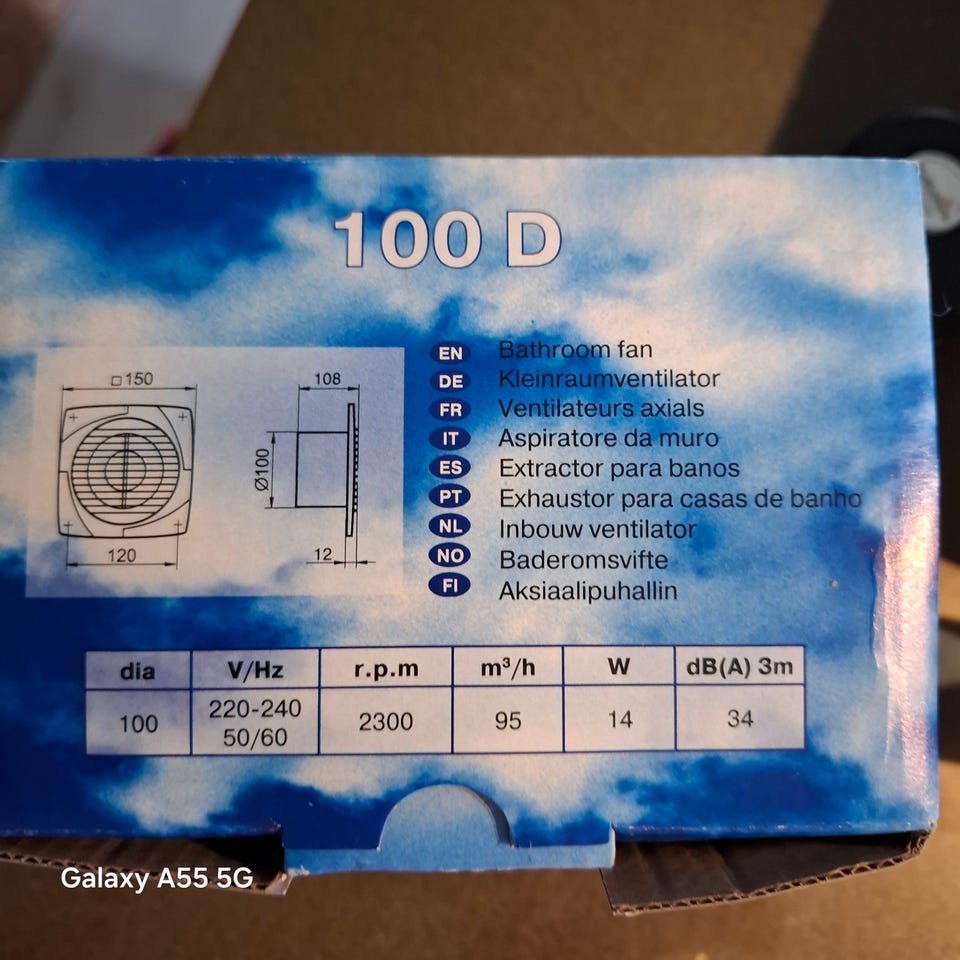 100 D
□150
108
Ø100
120
12
EN Bathroom fan
DE Kleinraumventilator
FR Ventilateurs axials
IT Aspiratore da muro
ES Extractor para banos
PT Exhaustor para casas de banho
NL Inbouw ventilator
NO Baderomsvifte
FI Aksiaalipuhallin
dia V/Hz r.p.m m³/h W dB(A) 3m
100 220-240 50/60 2300 95 14 34
Galaxy A55 5G